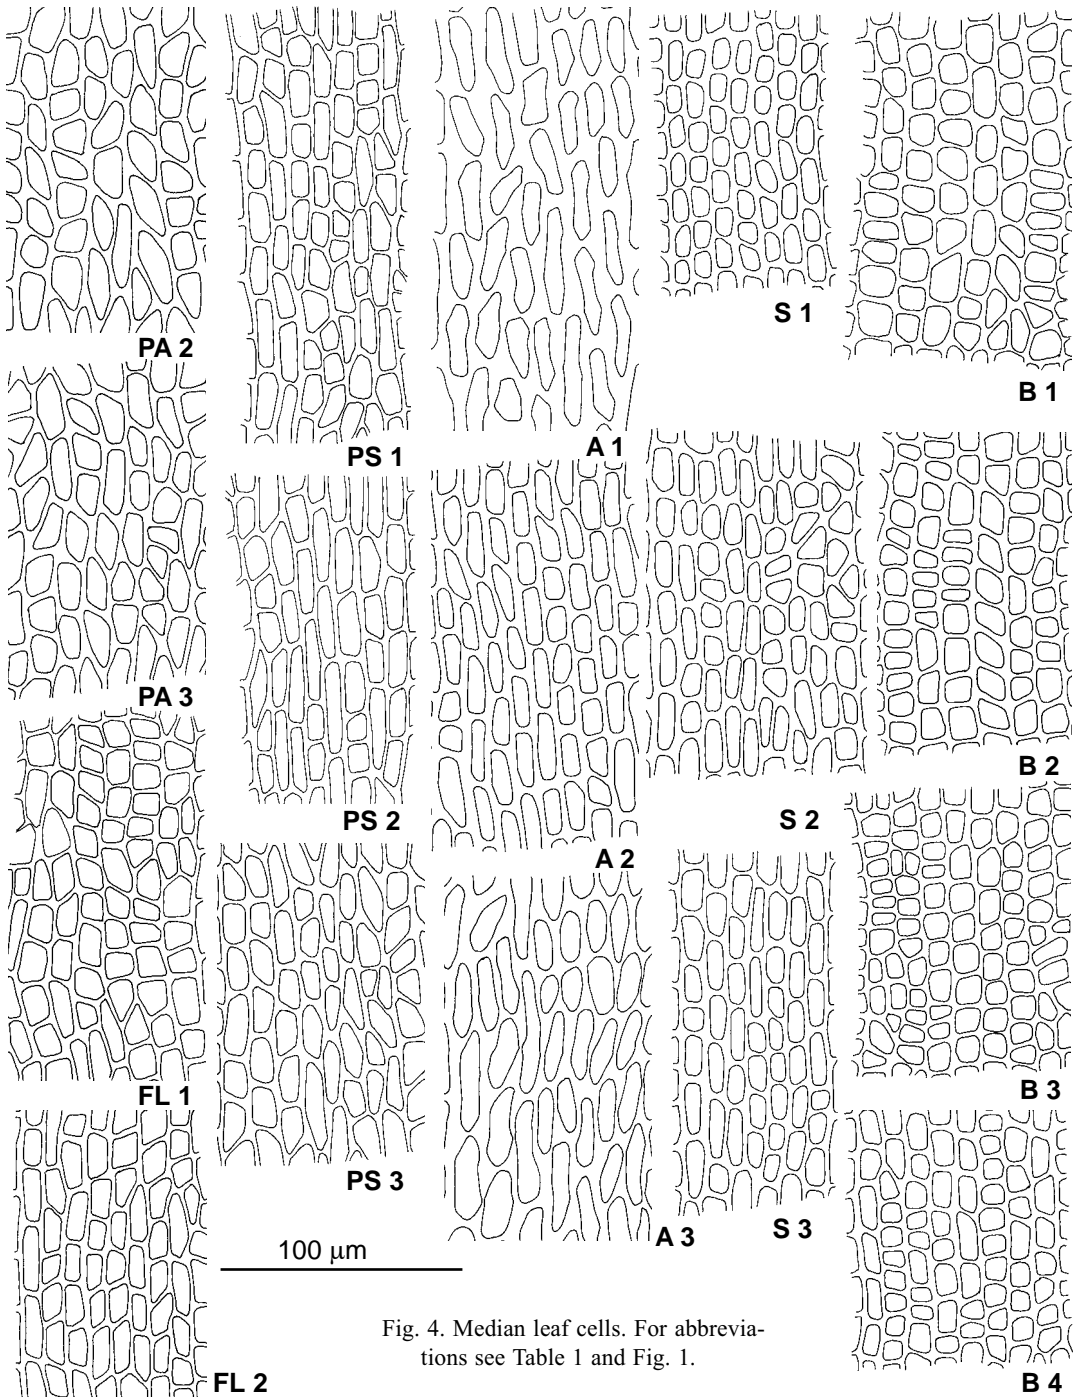 PA 2
PS 1
A 1
S 1
B 1
PA 3
PS 2
A 2
S 2
B 2
FL 1
PS 3
A 3
S 3
B 3
FL 2
B 4
100 µm
Fig. 4. Median leaf cells. For abbrevia-
tions see Table 1 and Fig. 1.